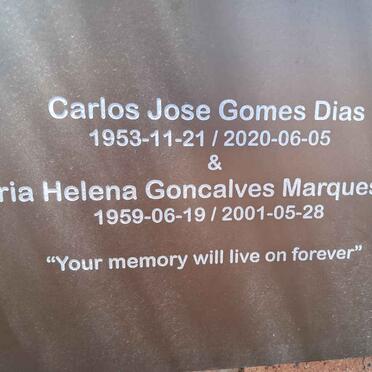 Carlos Jose Gomes Dias
1953-11-21 / 2020-06-05
&
ria Helena Goncalves Marques
1959-06-19 / 2001-05-28
“Your memory will live on forever”